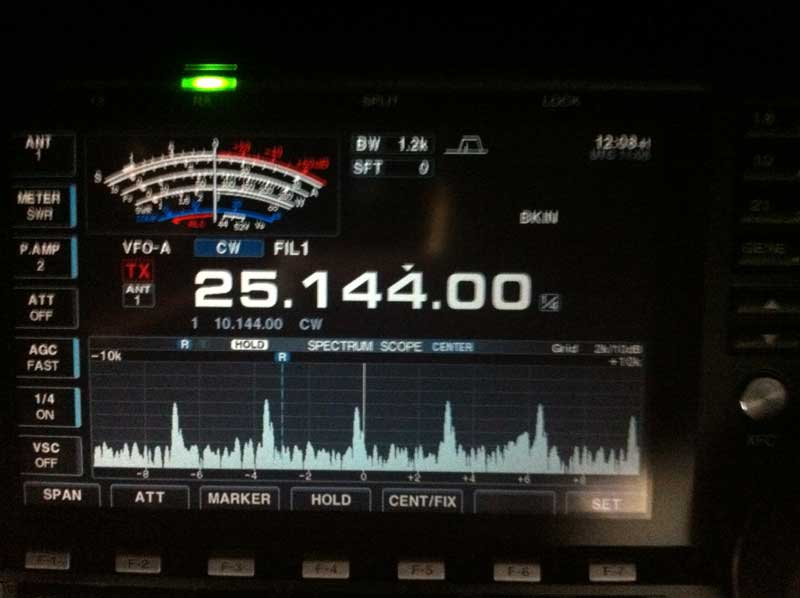 SPLIT LOCK
ANT 1
BW 1.2k
SFT 0
12:08
METER SWR
BKIN
P.AMP 2
VFO-A CW FIL1
TX
ANT 1
25.144.00
ATT OFF
1 10.144.00 CW
R T HOLD SPECTRUM SCOPE CENTER Grid 2k/10dB
-10k R +10k
AGC FAST
1/4 ON
VSC OFF
-8 -6 -4 -2 0 +2 +4 +6 +8
SPAN ATT MARKER HOLD CENT/FIX SET
F-1 F-2 F-3 F-4 F-5 F-6 F-7
XFC